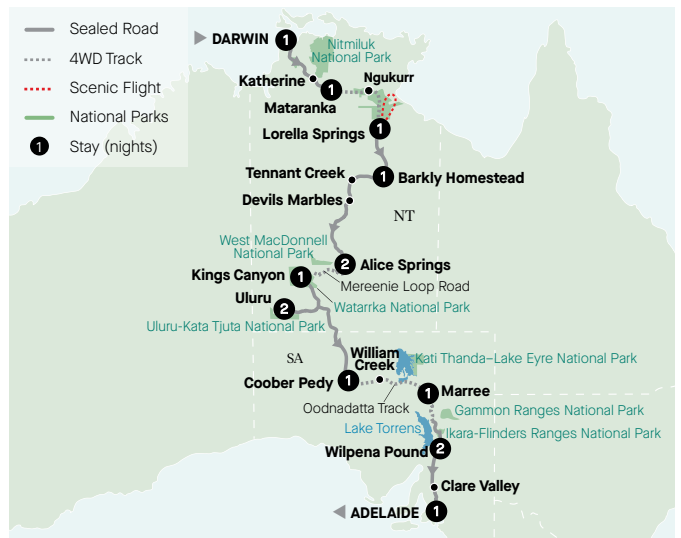 Sealed Road
4WD Track
Scenic Flight
National Parks
1 Stay (nights)
DARWIN 1
Nitmiluk
National Park
Katherine
Ngukurr
1
Mataranka
Lorella Springs 1
Tennant Creek
1 Barkly Homestead
Devils Marbles
NT
West MacDonnell
National Park
2 Alice Springs
Kings Canyon 1
Mereenie Loop Road
Uluru
2
Watarrka National Park
Uluru-Kata Tjuta National Park
SA
William
Creek
Kati Thanda–Lake Eyre National Park
Coober Pedy 1
1 Marree
Oodnadatta Track
Gammon Ranges National Park
Lake Torrens
Ikara-Flinders Ranges National Park
Wilpena Pound 2
Clare Valley
ADELAIDE 1